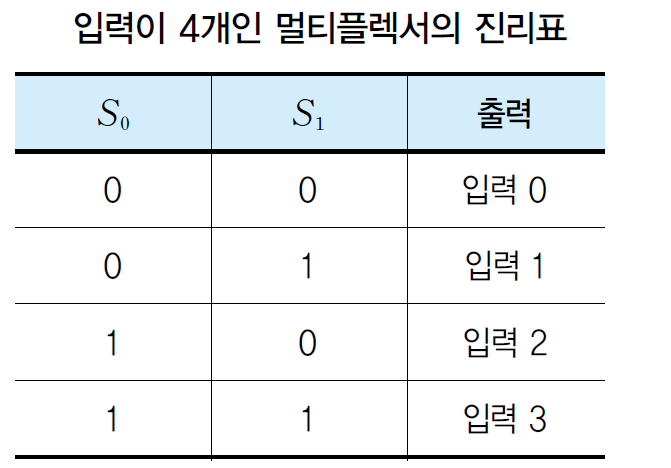 입력이 4개인 멀티플렉서의 진리표
S₀ S₁ 출력
0 0 입력 0
0 1 입력 1
1 0 입력 2
1 1 입력 3